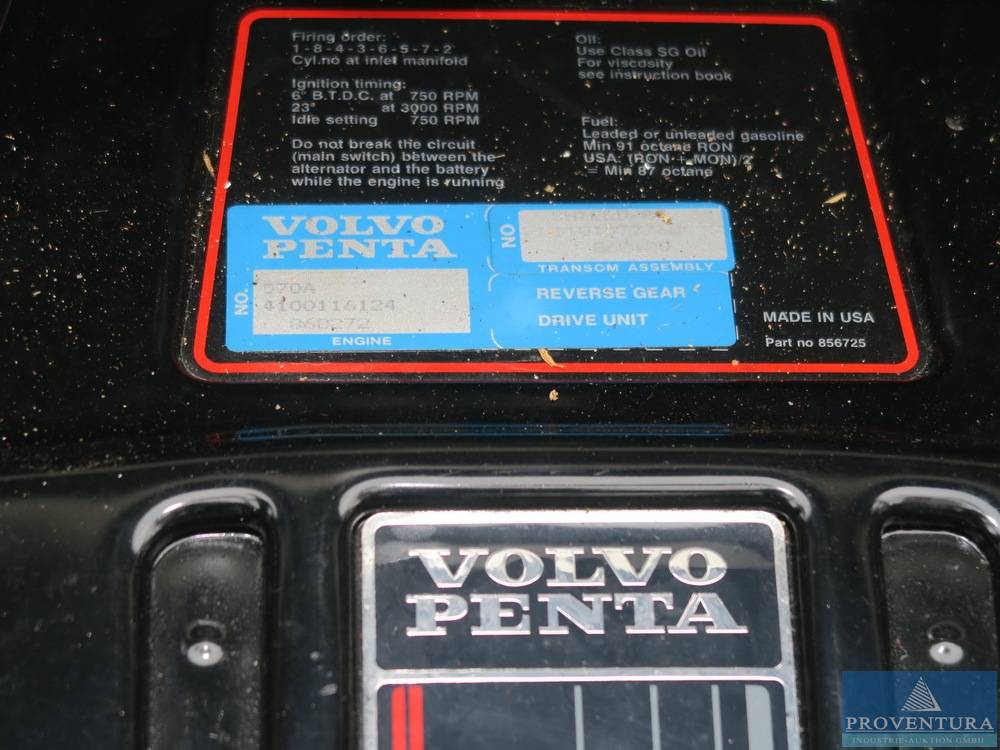 Firing order:
1-8-4-3-6-5-7-2
Cyl.no at inlet manifold
Ignition timing:
6° B.T.D.C. at 750 RPM
23° at 3000 RPM
Idle setting 750 RPM
Do not break the circuit
(main switch) between the
alternator and the battery
while the engine is running
Oil:
Use Class SG Oil
For viscosity
see instruction book
Fuel:
Leaded or unleaded gasoline
Min 91 octane RON
USA: (RON + MON)/2
= Min 87 octane
VOLVO
PENTA
NO.
570A
4100116124
860272
ENGINE
NO
TRANSOM ASSEMBLY
REVERSE GEAR
DRIVE UNIT
MADE IN USA
Part no 856725
VOLVO
PENTA
PROVENTURA
INDUSTRIE-AUKTION GMBH